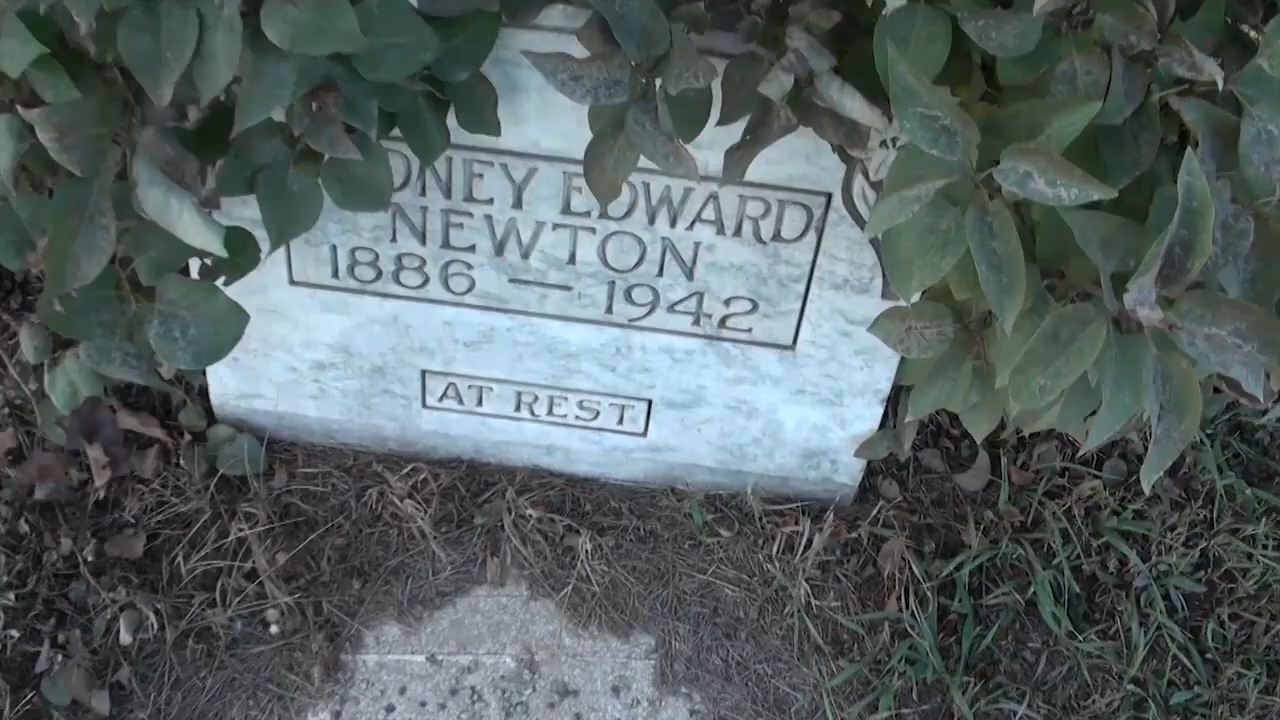 DNEY EDWARD
NEWTON
1886 — 1942
AT REST